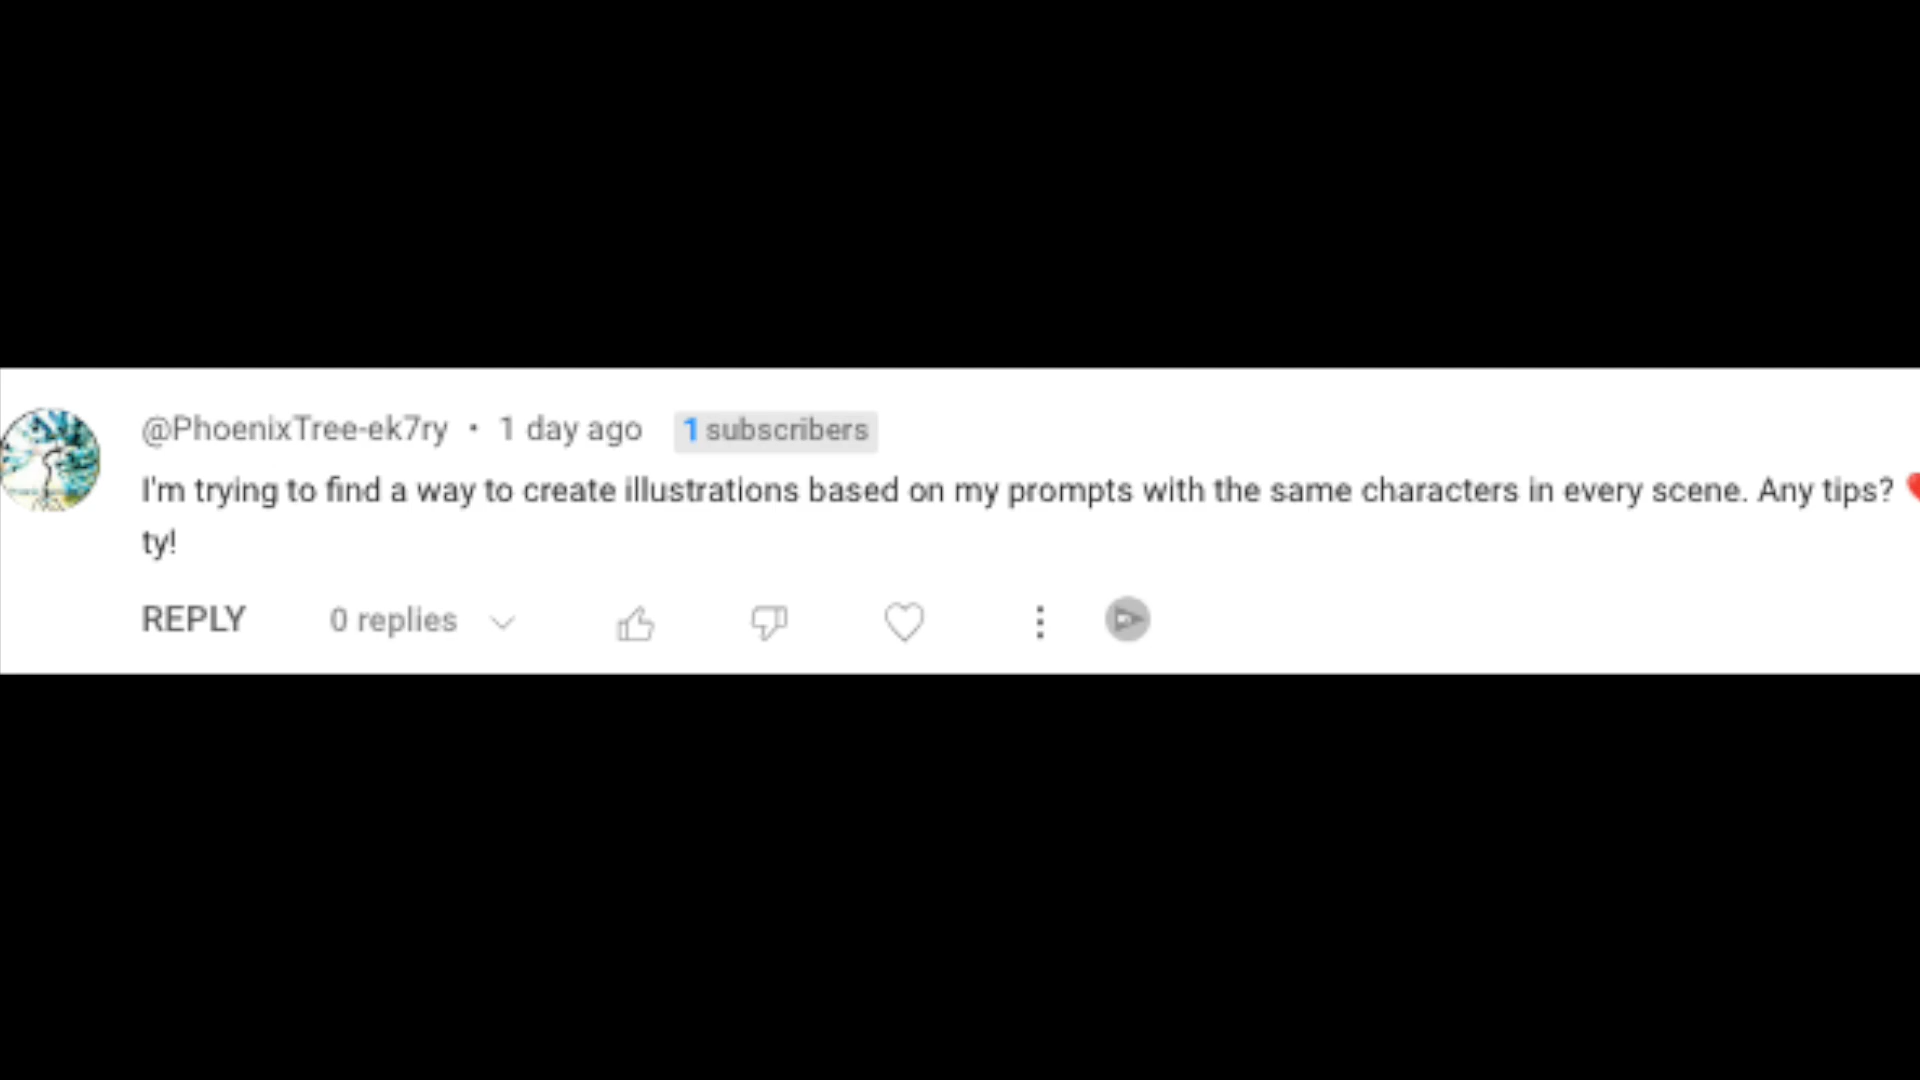 @PhoenixTree-ek7ry • 1 day ago 1 subscribers
I'm trying to find a way to create illustrations based on my prompts with the same characters in every scene. Any tips? ❤
ty!
REPLY 0 replies